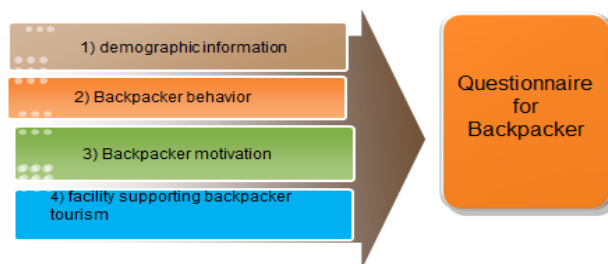 1) demographic information
2) Backpacker behavior
3) Backpacker motivation
4) facility supporting backpacker
tourism
Questionnaire
for
Backpacker